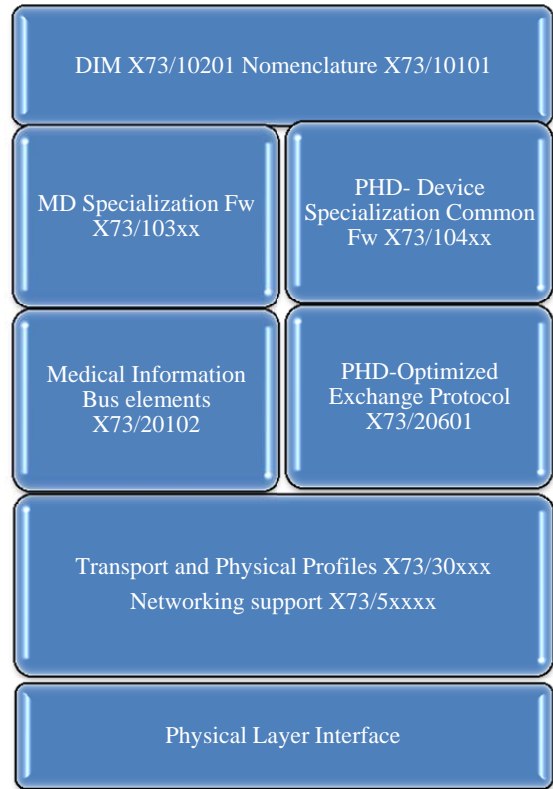 DIM X73/10201 Nomenclature X73/10101
MD Specialization Fw
X73/103xx
PHD- Device
Specialization Common
Fw X73/104xx
Medical Information
Bus elements
X73/20102
PHD-Optimized
Exchange Protocol
X73/20601
Transport and Physical Profiles X73/30xxx
Networking support X73/5xxxx
Physical Layer Interface